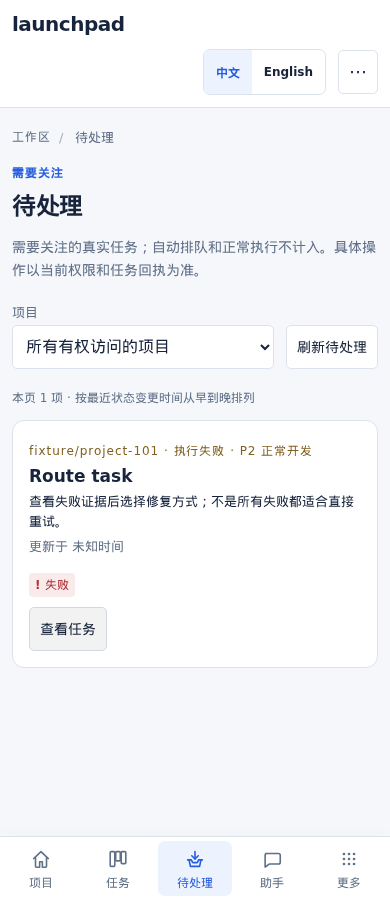 launchpad
中文
English
…
工作区 / 待处理
需要关注
待处理
需要关注的真实任务；自动排队和正常执行不计入。具体操
作以当前权限和任务回执为准。
项目
所有有权访问的项目
刷新待处理
本页 1 项 · 按最近状态变更时间从早到晚排列
fixture/project-101 · 执行失败 · P2 正常开发
Route task
查看失败证据后选择修复方式；不是所有失败都适合直接
重试。
更新于 未知时间
! 失败
查看任务
项目
任务
待处理
助手
更多